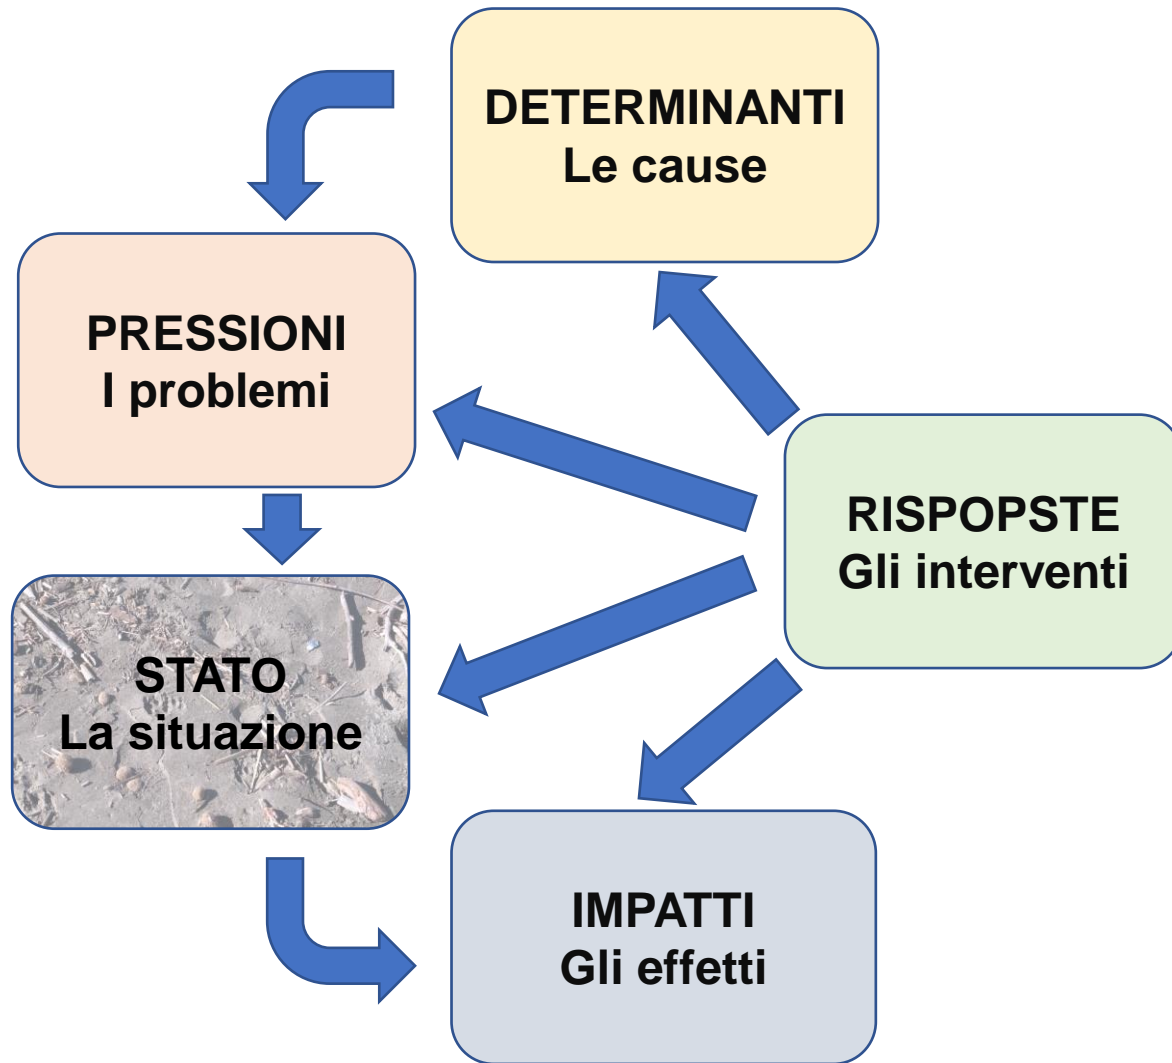 DETERMINANTI
Le cause
PRESSIONI
I problemi
RISPOPSTE
Gli interventi
STATO
La situazione
IMPATTI
Gli effetti